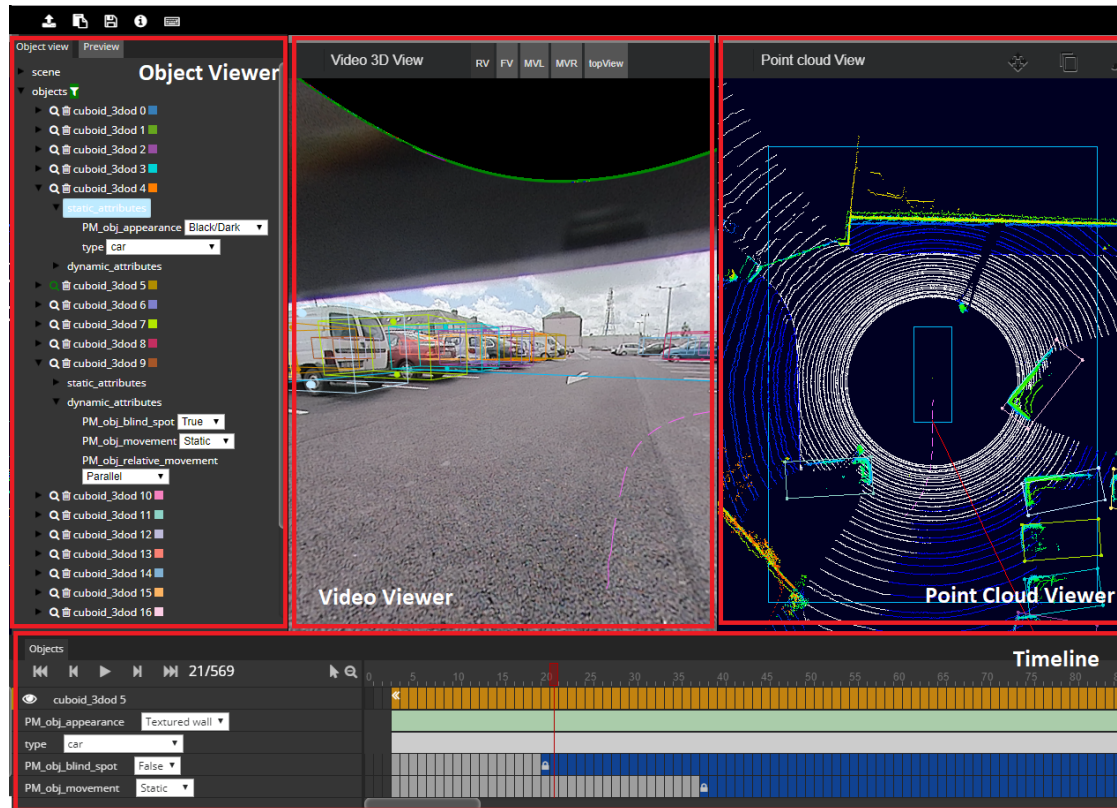 Object view Preview
Object Viewer
scene
objects
cuboid_3dod 0
cuboid_3dod 1
cuboid_3dod 2
cuboid_3dod 3
cuboid_3dod 4
static_attributes
PM_obj_appearance Black/Dark
type car
dynamic_attributes
cuboid_3dod 5
cuboid_3dod 6
cuboid_3dod 7
cuboid_3dod 8
cuboid_3dod 9
static_attributes
dynamic_attributes
PM_obj_blind_spot True
PM_obj_movement Static
PM_obj_relative_movement
Parallel
cuboid_3dod 10
cuboid_3dod 11
cuboid_3dod 12
cuboid_3dod 13
cuboid_3dod 14
cuboid_3dod 15
cuboid_3dod 16
Video 3D View RV FV MVL MVR topView
Video Viewer
Point cloud View
Point Cloud Viewer
Objects
Timeline
21/569
0 5 10 15 20 25 30 35 40 45 50 55 60 65 70 75 80
cuboid_3dod 5
PM_obj_appearance Textured wall
type car
PM_obj_blind_spot False
PM_obj_movement Static